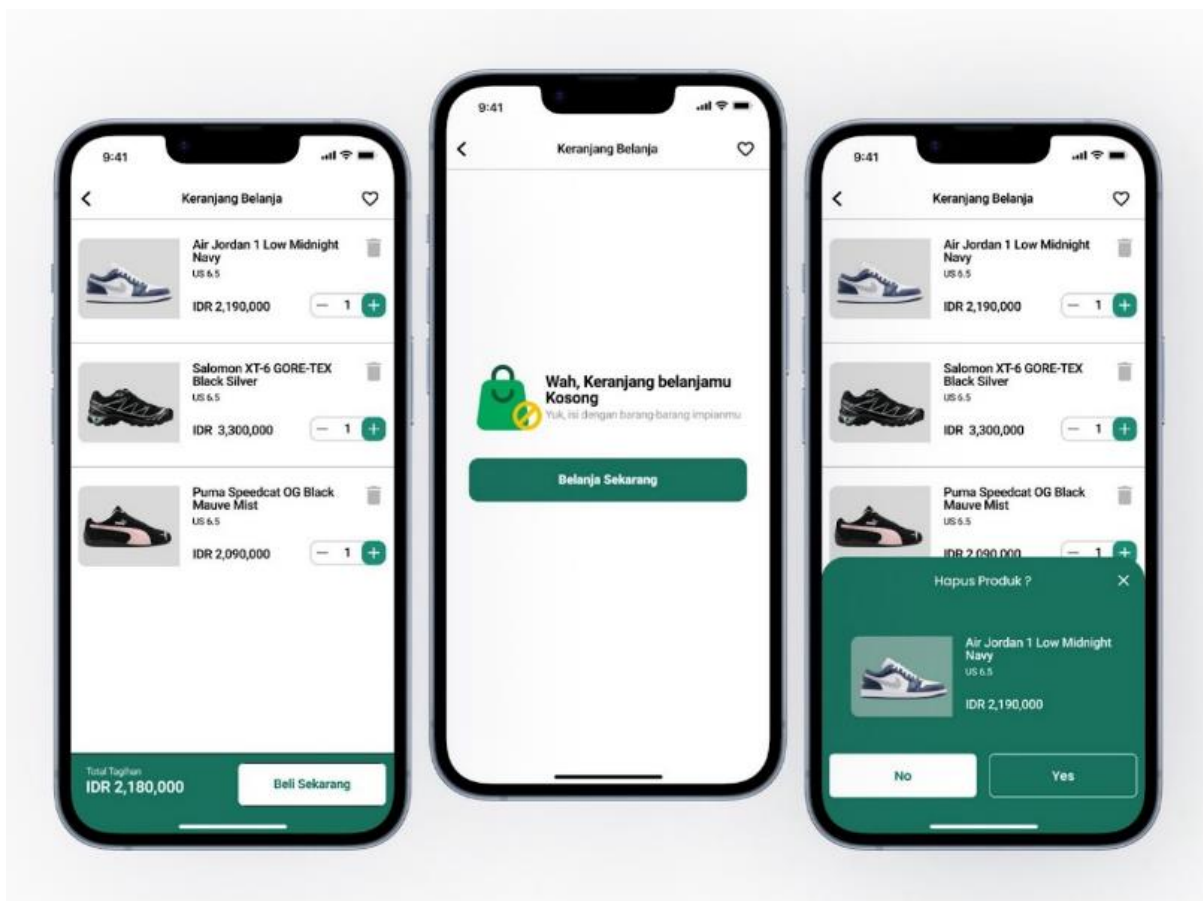 9:41
Keranjang Belanja
Air Jordan 1 Low Midnight
Navy
US 6.5
IDR 2,190,000
− 1 +
Salomon XT-6 GORE-TEX
Black Silver
US 6.5
IDR 3,300,000
− 1 +
Puma Speedcat OG Black
Mauve Mist
US 6.5
IDR 2,090,000
− 1 +
Total Tagihan
IDR 2,180,000
Beli Sekarang
9:41
Keranjang Belanja
Wah, Keranjang belanjamu
Kosong
Yuk, isi dengan barang-barang impianmu
Belanja Sekarang
9:41
Keranjang Belanja
Air Jordan 1 Low Midnight
Navy
US 6.5
IDR 2,190,000
− 1 +
Salomon XT-6 GORE-TEX
Black Silver
US 6.5
IDR 3,300,000
− 1 +
Puma Speedcat OG Black
Mauve Mist
US 6.5
IDR 2,090,000
− 1 +
Hapus Produk ?
Air Jordan 1 Low Midnight
Navy
US 6.5
IDR 2,190,000
No
Yes